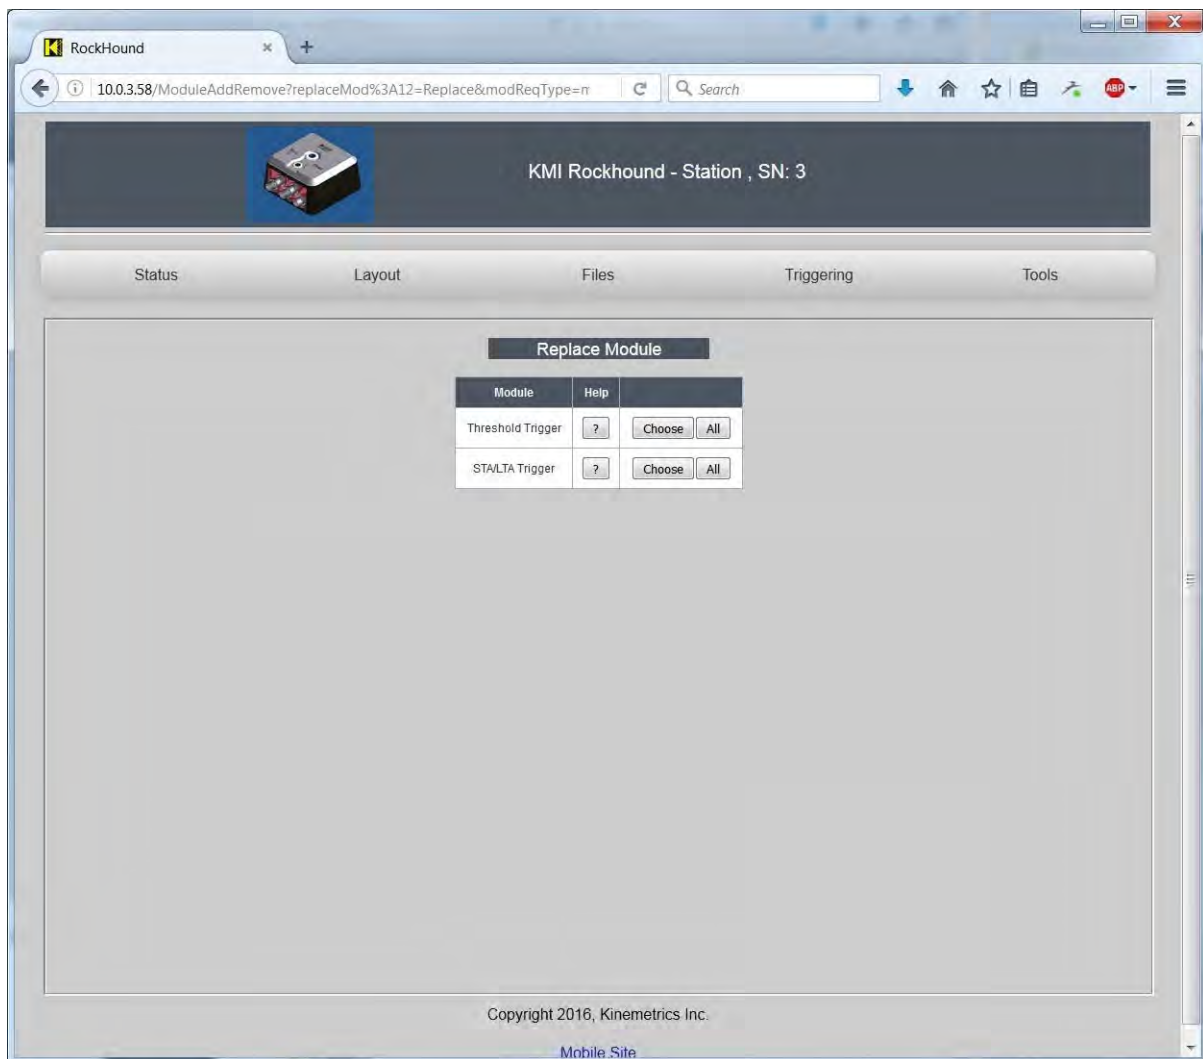 RockHound
10.0.3.58/ModuleAddRemove?replaceMod%3A12=Replace&modReqType=
Search
ABP
KMI Rockhound - Station , SN: 3
Status Layout Files Triggering Tools
Replace Module
Module Help
Threshold Trigger ? Choose All
STA/LTA Trigger ? Choose All
Copyright 2016, Kinemetrics Inc.
Mobile Site